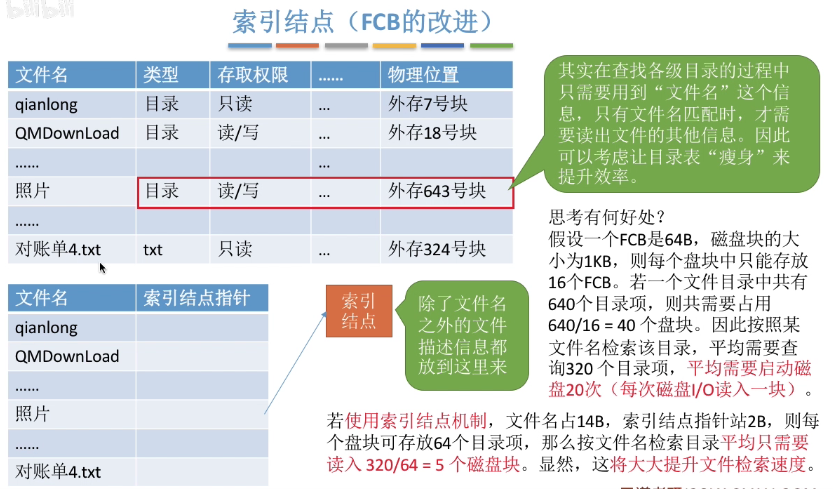 bilibili
索引结点（FCB的改进）
文件名 类型 存取权限 …… 物理位置
qianlong 目录 只读 ... 外存7号块
QMDownLoad 目录 读/写 ... 外存18号块
...... ...
照片 目录 读/写 ... 外存643号块
......
对账单4.txt txt 只读 ... 外存324号块
其实在查找各级目录的过程中
只需要用到“文件名”这个信
息，只有文件名匹配时，才需
要读出文件的其他信息。因此
可以考虑让目录表“瘦身”来
提升效率。
文件名 索引结点指针
qianlong
QMDownLoad
......
照片
......
对账单4.txt
索引
结点
除了文件名
之外的文件
描述信息都
放到这里来
思考有何好处？
假设一个FCB是64B，磁盘块的大
小为1KB，则每个盘块中只能存放
16个FCB。若一个文件目录中共有
640个目录项，则共需要占用
640/16 = 40 个盘块。因此按照某
文件名检索该目录，平均需要查
询320 个目录项，平均需要启动磁
盘20次（每次磁盘I/O读入一块）。
若使用索引结点机制，文件名占14B，索引结点指针站2B，则每
个盘块可存放64个目录项，那么按文件名检索目录平均只需要
读入 320/64 = 5 个磁盘块。显然，这将大大提升文件检索速度。